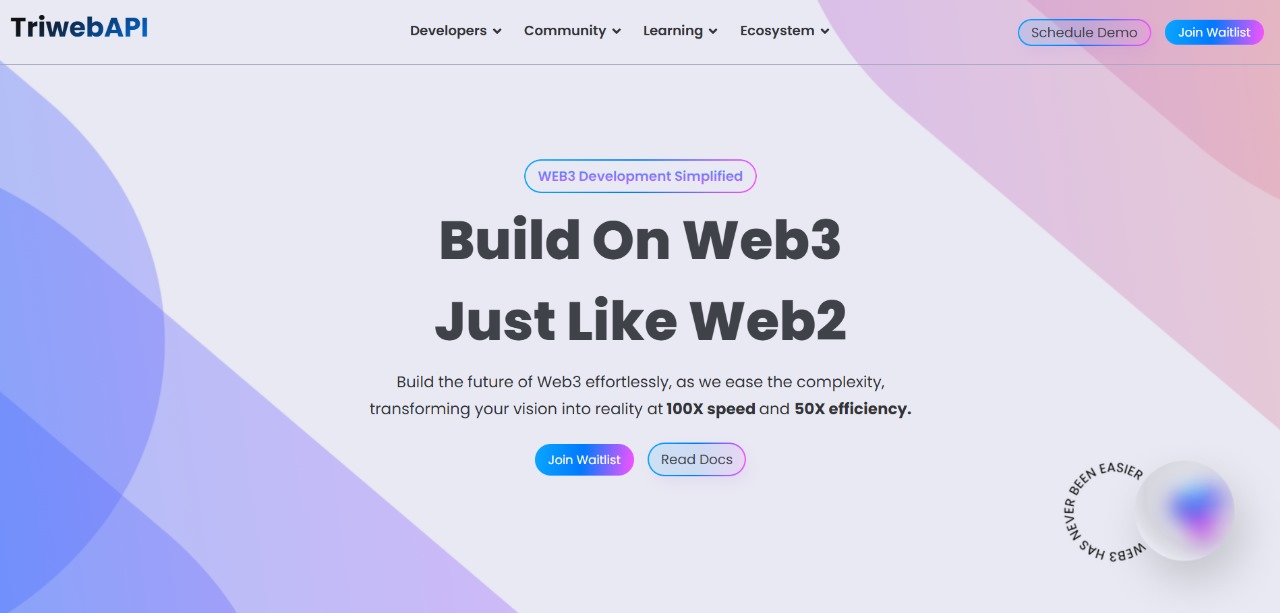 TriwebAPI
Developers
Community
Learning
Ecosystem
Schedule Demo
Join Waitlist
WEB3 Development Simplified
Build On Web3
Just Like Web2
Build the future of Web3 effortlessly, as we ease the complexity,
transforming your vision into reality at 100X speed and 50X efficiency.
Join Waitlist
Read Docs
WEB3 HAS NEVER BEEN EASIER